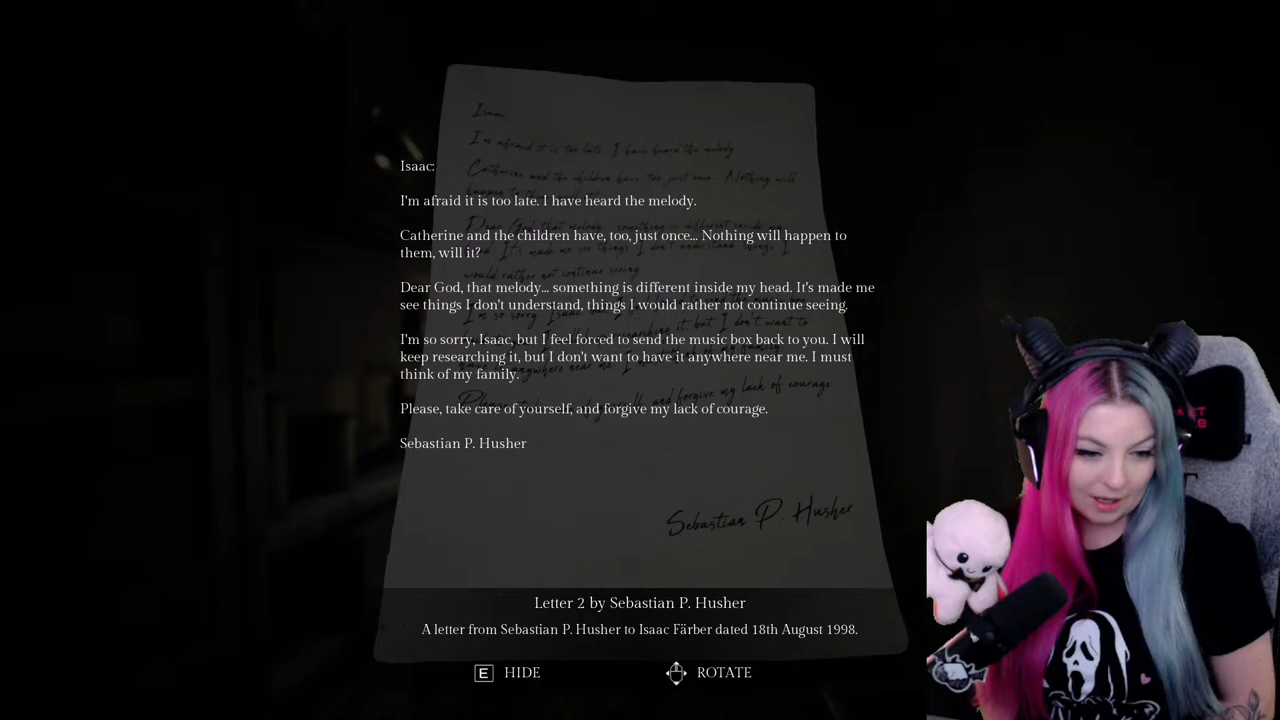 Isaac:
I'm afraid it is too late. I have heard the melody.
Catherine and the children have, too, just once... Nothing will happen to
them, will it?
Dear God, that melody... something is different inside my head. It's made me
see things I don't understand, things I would rather not continue seeing.
I'm so sorry, Isaac, but I feel forced to send the music box back to you. I will
keep researching it, but I don't want to have it anywhere near me. I must
think of my family.
Please, take care of yourself, and forgive my lack of courage.
Sebastian P. Husher
Sebastian P. Husher
Letter 2 by Sebastian P. Husher
A letter from Sebastian P. Husher to Isaac Färber dated 18th August 1998.
E HIDE
ROTATE